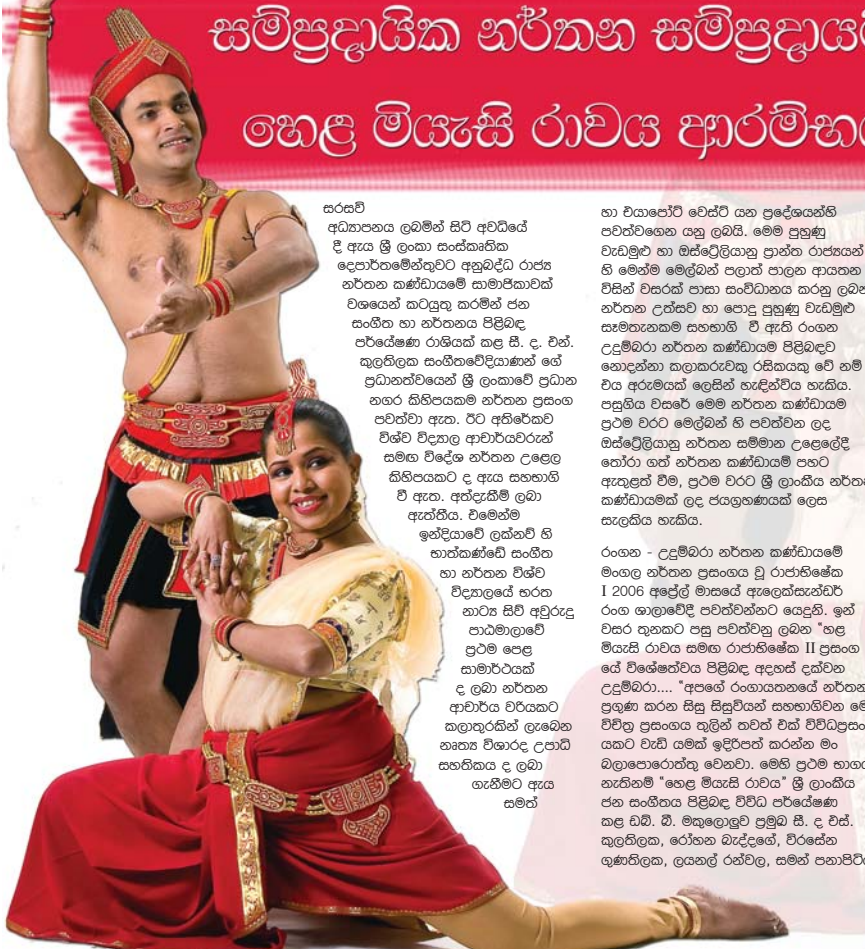 සම්ප්‍රදායික නර්තන සම්ප්‍රදායය
හෙළ මියැසි රාවය ආරම්භය
සරසවි
අධ්‍යාපනය ලබමින් සිටි අවධියේ
දී ඇය ශ්‍රී ලංකා සංස්කෘතික
දෙපාර්තමේන්තුවට අනුබද්ධ රාජ්‍ය
නර්තන කණ්ඩායමේ සාමාජිකාවක්
වශයෙන් කටයුතු කරමින් ජන
සංගීත හා නර්තනය පිළිබඳ
පර්යේෂණ රාශියක් කළ සී. ද. එන්.
කුලතිලක සංගීතවේදියාණන් ගේ
ප්‍රධානත්වයෙන් ශ්‍රී ලංකාවේ ප්‍රධාන
නගර කිහිපයකම නර්තන ප්‍රසංග
පවත්වා ඇත. ඊට අතිරේකව
විශ්ව විද්‍යාල ආචාර්යවරුන්
සමඟ විදේශ නර්තන උළෙල
කිහිපයකට ද ඇය සහභාගි
වී ඇත. අත්දැකීම් ලබා
ඇත්තීය. එමෙන්ම
ඉන්දියාවේ ලක්නව් හි
භාත්කණ්ඩේ සංගීත
හා නර්තන විශ්ව
විද්‍යාලයේ භරත
නාට්‍ය සිව් අවුරුදු
පාඨමාලාවේ
ප්‍රථම පෙළ
සාමාර්ථයක්
ද ලබා නර්තන
ආචාර්ය වරියකට
කලාතුරකින් ලැබෙන
නෘත්‍ය විශාරද උපාධි
සහතිකය ද ලබා
ගැනීමට ඇය
සමත්
හා එයාපෝට් වෙස්ට් යන ප්‍රදේශයන්හි
පවත්වගෙන යනු ලබයි. මෙම පුහුණු
වැඩමුළු හා ඔස්ට්‍රේලියානු ප්‍රාන්ත රාජ්‍යයන්
හි මෙන්ම මෙල්බන් පලාත් පාලන ආයතන
විසින් වසරක් පාසා සංවිධානය කරනු ලබන
නර්තන උත්සව හා පොදු පුහුණු වැඩමුළු
සෑමතැනකම සහභාගි වී ඇති රංගන
උදුම්බරා නර්තන කණ්ඩායම පිළිබඳව
නොදන්නා කලාකරුවකු රසිකයකු වේ නම්
එය අරුමයක් ලෙසින් හැඳින්විය හැකිය.
පසුගිය වසරේ මෙම නර්තන කණ්ඩායම
ප්‍රථම වරට මෙල්බන් හි පවත්වන ලද
ඔස්ට්‍රේලියානු නර්තන සම්මාන උළෙලේදී
තෝරා ගත් නර්තන කණ්ඩායම් පහට
ඇතුළත් වීම, ප්‍රථම වරට ශ්‍රී ලාංකීය නර්තන
කණ්ඩායමක් ලද ජයග්‍රහණයක් ලෙස
සැලකිය හැකිය.
රංගන - උදුම්බරා නර්තන කණ්ඩායමේ
මංගල නර්තන ප්‍රසංගය වූ රාජාභිෂේක
I 2006 අප්‍රේල් මාසයේ ඇලෙක්සැන්ඩර්
රංග ශාලාවේදී පවත්වන්නට යෙදුනි. ඉන්
වසර තුනකට පසු පවත්වනු ලබන "හළ
මියැසි රාවය සමඟ රාජාභිෂේක II ප්‍රසංග
යේ විශේෂත්වය පිළිබඳ අදහස් දක්වන
උදුම්බරා.... "අපගේ රංගායතනයේ නර්තනය
ප්‍රගුණ කරන සිසු සිසුවියන් සහභාගිවන මෙම
විචිත්‍ර ප්‍රසංගය තුලින් තවත් එක් විවිධප්‍රසංග
යකට වැඩි යමක් ඉදිරිපත් කරන්න මං
බලාපොරොත්තු වෙනවා. මෙහි ප්‍රථම භාගය
නැතිනම් "හෙළ මියැසි රාවය" ශ්‍රී ලාංකීය
ජන සංගීතය පිළිබඳ විවිධ පර්යේෂණ
කළ ඩබ්. බී. මකුලොලුව ප්‍රමුඛ සී. ද එස්.
කුලතිලක, රෝහන බැද්දගේ, විරසේන
ගුණතිලක, ලයනල් රන්වල, සමන් පනාපිටිය